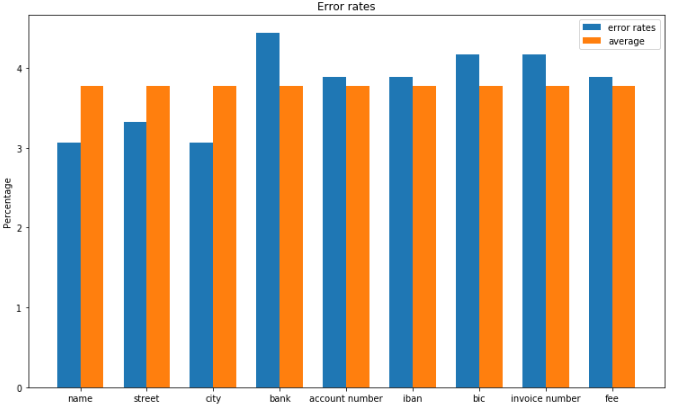 Error rates
error rates
average
Percentage
4
3
2
1
0
name street city bank account number iban bic invoice number fee